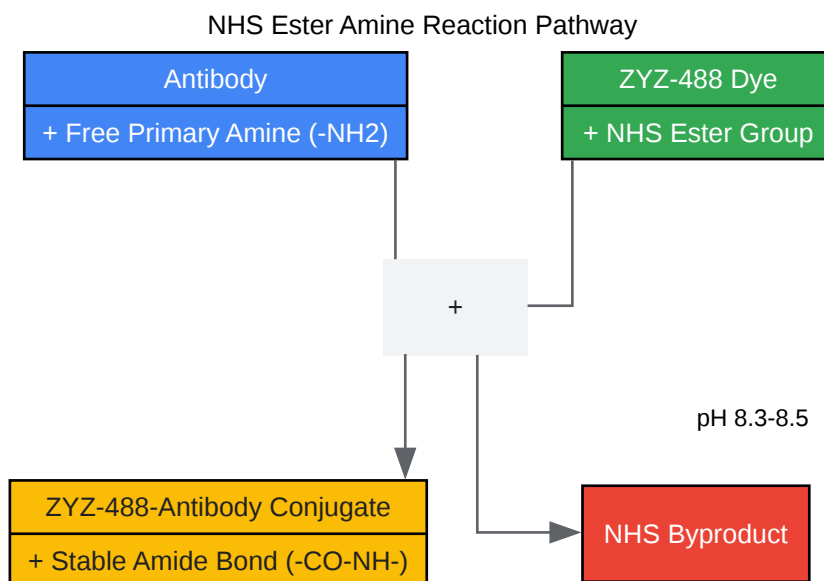 NHS Ester Amine Reaction Pathway
Antibody
+ Free Primary Amine (-NH2)
ZYZ-488 Dye
+ NHS Ester Group
+
pH 8.3-8.5
ZYZ-488-Antibody Conjugate
+ Stable Amide Bond (-CO-NH-)
NHS Byproduct